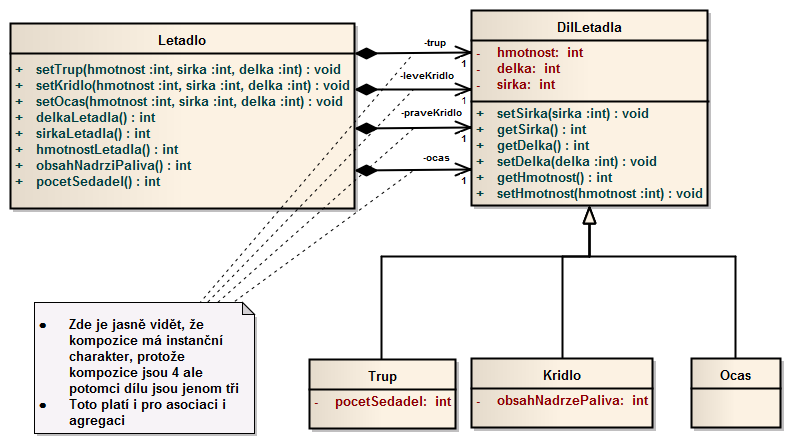 Letadlo
+ setTrup(hmotnost :int, sirka :int, delka :int) : void
+ setKridlo(hmotnost :int, sirka :int, delka :int) : void
+ setOcas(hmotnost :int, sirka :int, delka :int) : void
+ delkaLetadla() : int
+ sirkaLetadla() : int
+ hmotnostLetadla() : int
+ obsahNadrziPaliva() : int
+ pocetSedadel() : int
-trup
1
-leveKridlo
1
-praveKridlo
1
-ocas
1
DilLetadla
- hmotnost: int
- delka: int
- sirka: int
+ setSirka(sirka :int) : void
+ getSirka() : int
+ getDelka() : int
+ setDelka(delka :int) : void
+ getHmotnost() : int
+ setHmotnost(hmotnost :int) : void
● Zde je jasně vidět, že
kompozice má instanční
charakter, protože
kompozice jsou 4 ale
potomci dílu jsou jenom tři
● Toto platí i pro asociaci i
agregaci
Trup
- pocetSedadel: int
Kridlo
- obsahNadrzePaliva: int
Ocas